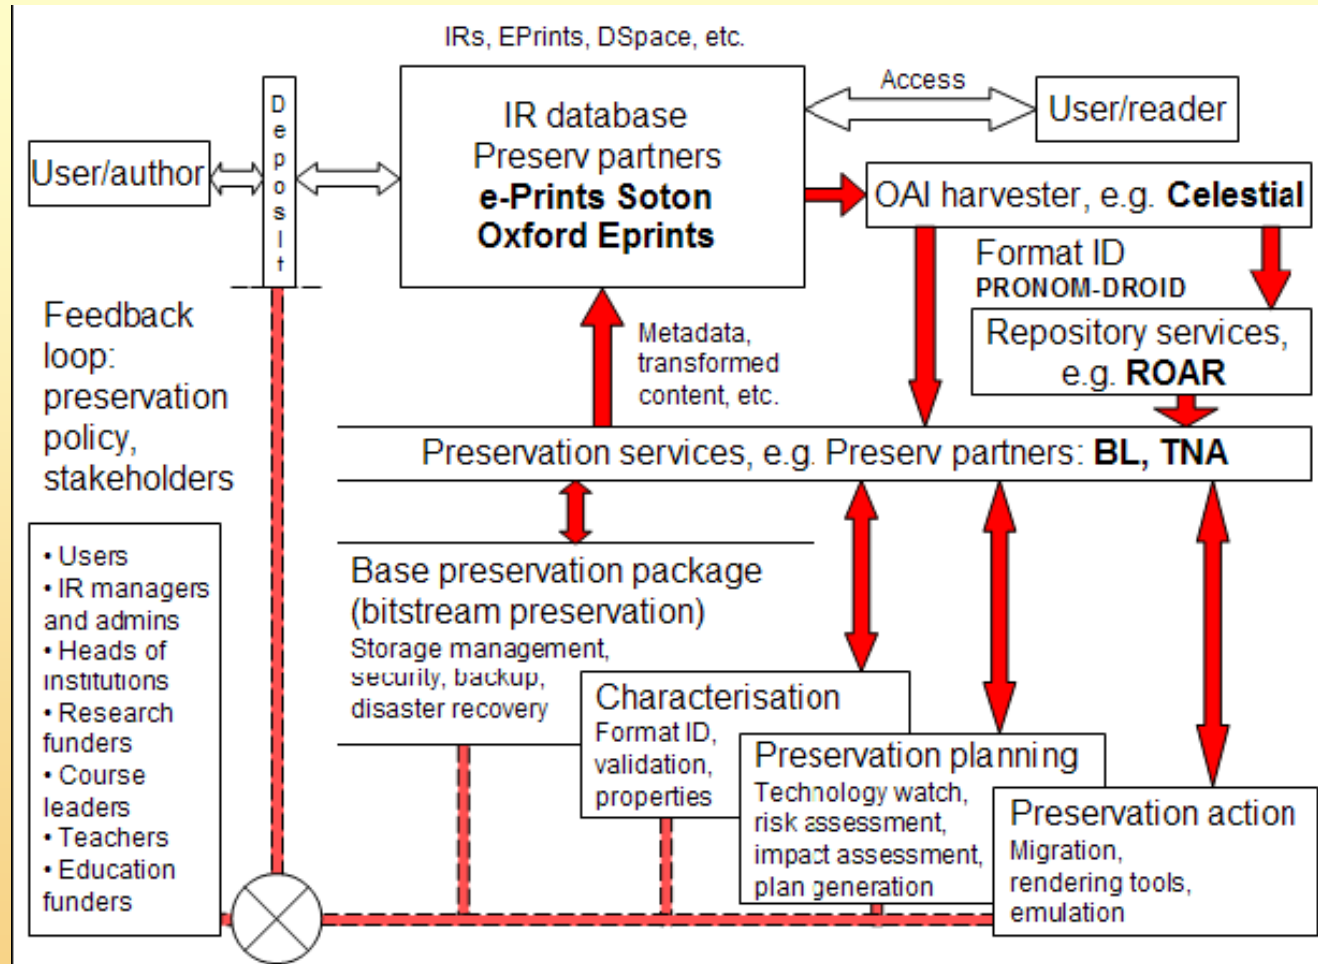 IRs, EPrints, DSpace, etc.
Deposit
IR database
Preserv partners
e-Prints Soton
Oxford Eprints
Access
User/reader
User/author
OAI harvester, e.g. Celestial
Format ID
PRONOM-DROID
Repository services,
e.g. ROAR
Feedback
loop:
preservation
policy,
stakeholders
Metadata,
transformed
content, etc.
Preservation services, e.g. Preserv partners: BL, TNA
• Users
• IR managers
and admins
• Heads of
institutions
• Research
funders
• Course
leaders
• Teachers
• Education
funders
Base preservation package
(bitstream preservation)
Storage management,
security, backup,
disaster recovery
Characterisation
Format ID,
validation,
properties
Preservation planning
Technology watch,
risk assessment,
impact assessment,
plan generation
Preservation action
Migration,
rendering tools,
emulation